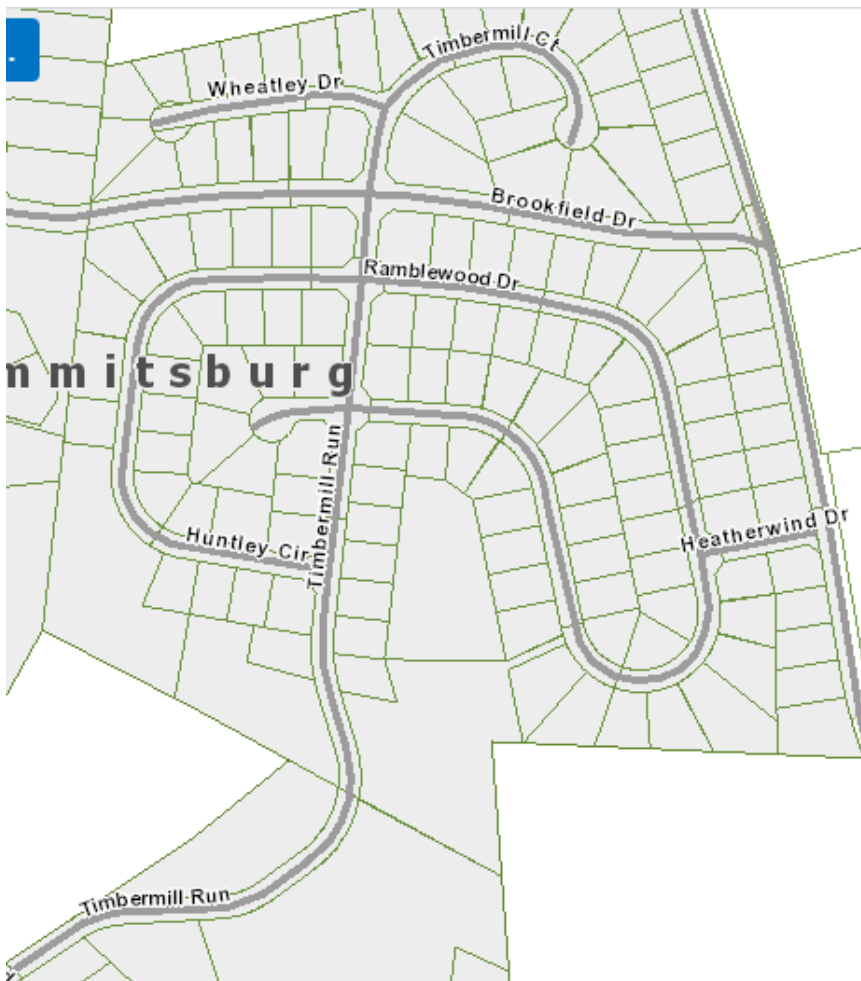 Timbermill Ct
Wheatley Dr
Brookfield Dr
Ramblewood Dr
mmitsburg
Timbermill Run
Huntley Cir
Heatherwind Dr
Timbermill Run